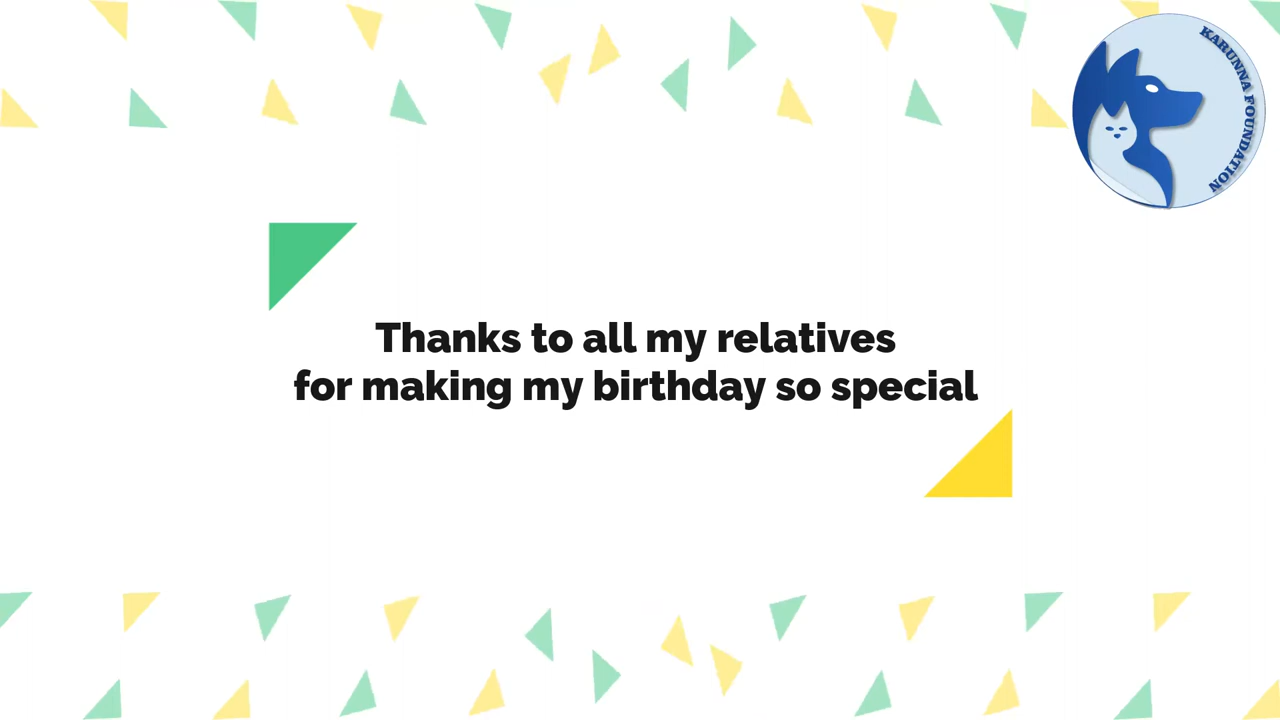 KARUNNA FOUNDATION
Thanks to all my relatives
for making my birthday so special